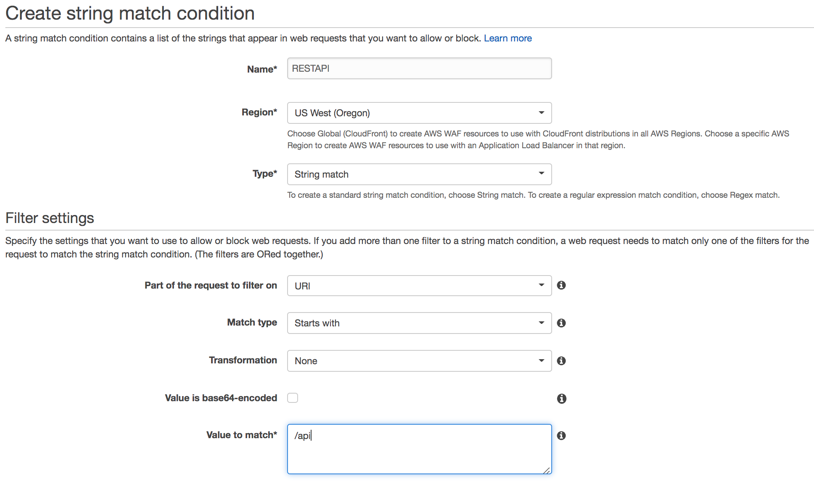 Create string match condition
A string match condition contains a list of the strings that appear in web requests that you want to allow or block. Learn more
Name* RESTAPI
Region* US West (Oregon)
Choose Global (CloudFront) to create AWS WAF resources to use with CloudFront distributions in all AWS Regions. Choose a specific AWS
Region to create AWS WAF resources to use with an Application Load Balancer in that region.
Type* String match
To create a standard string match condition, choose String match. To create a regular expression match condition, choose Regex match.
Filter settings
Specify the settings that you want to use to allow or block web requests. If you add more than one filter to a string match condition, a web request needs to match only one of the filters for the
request to match the string match condition. (The filters are ORed together.)
Part of the request to filter on URI
Match type Starts with
Transformation None
Value is base64-encoded
Value to match* /api